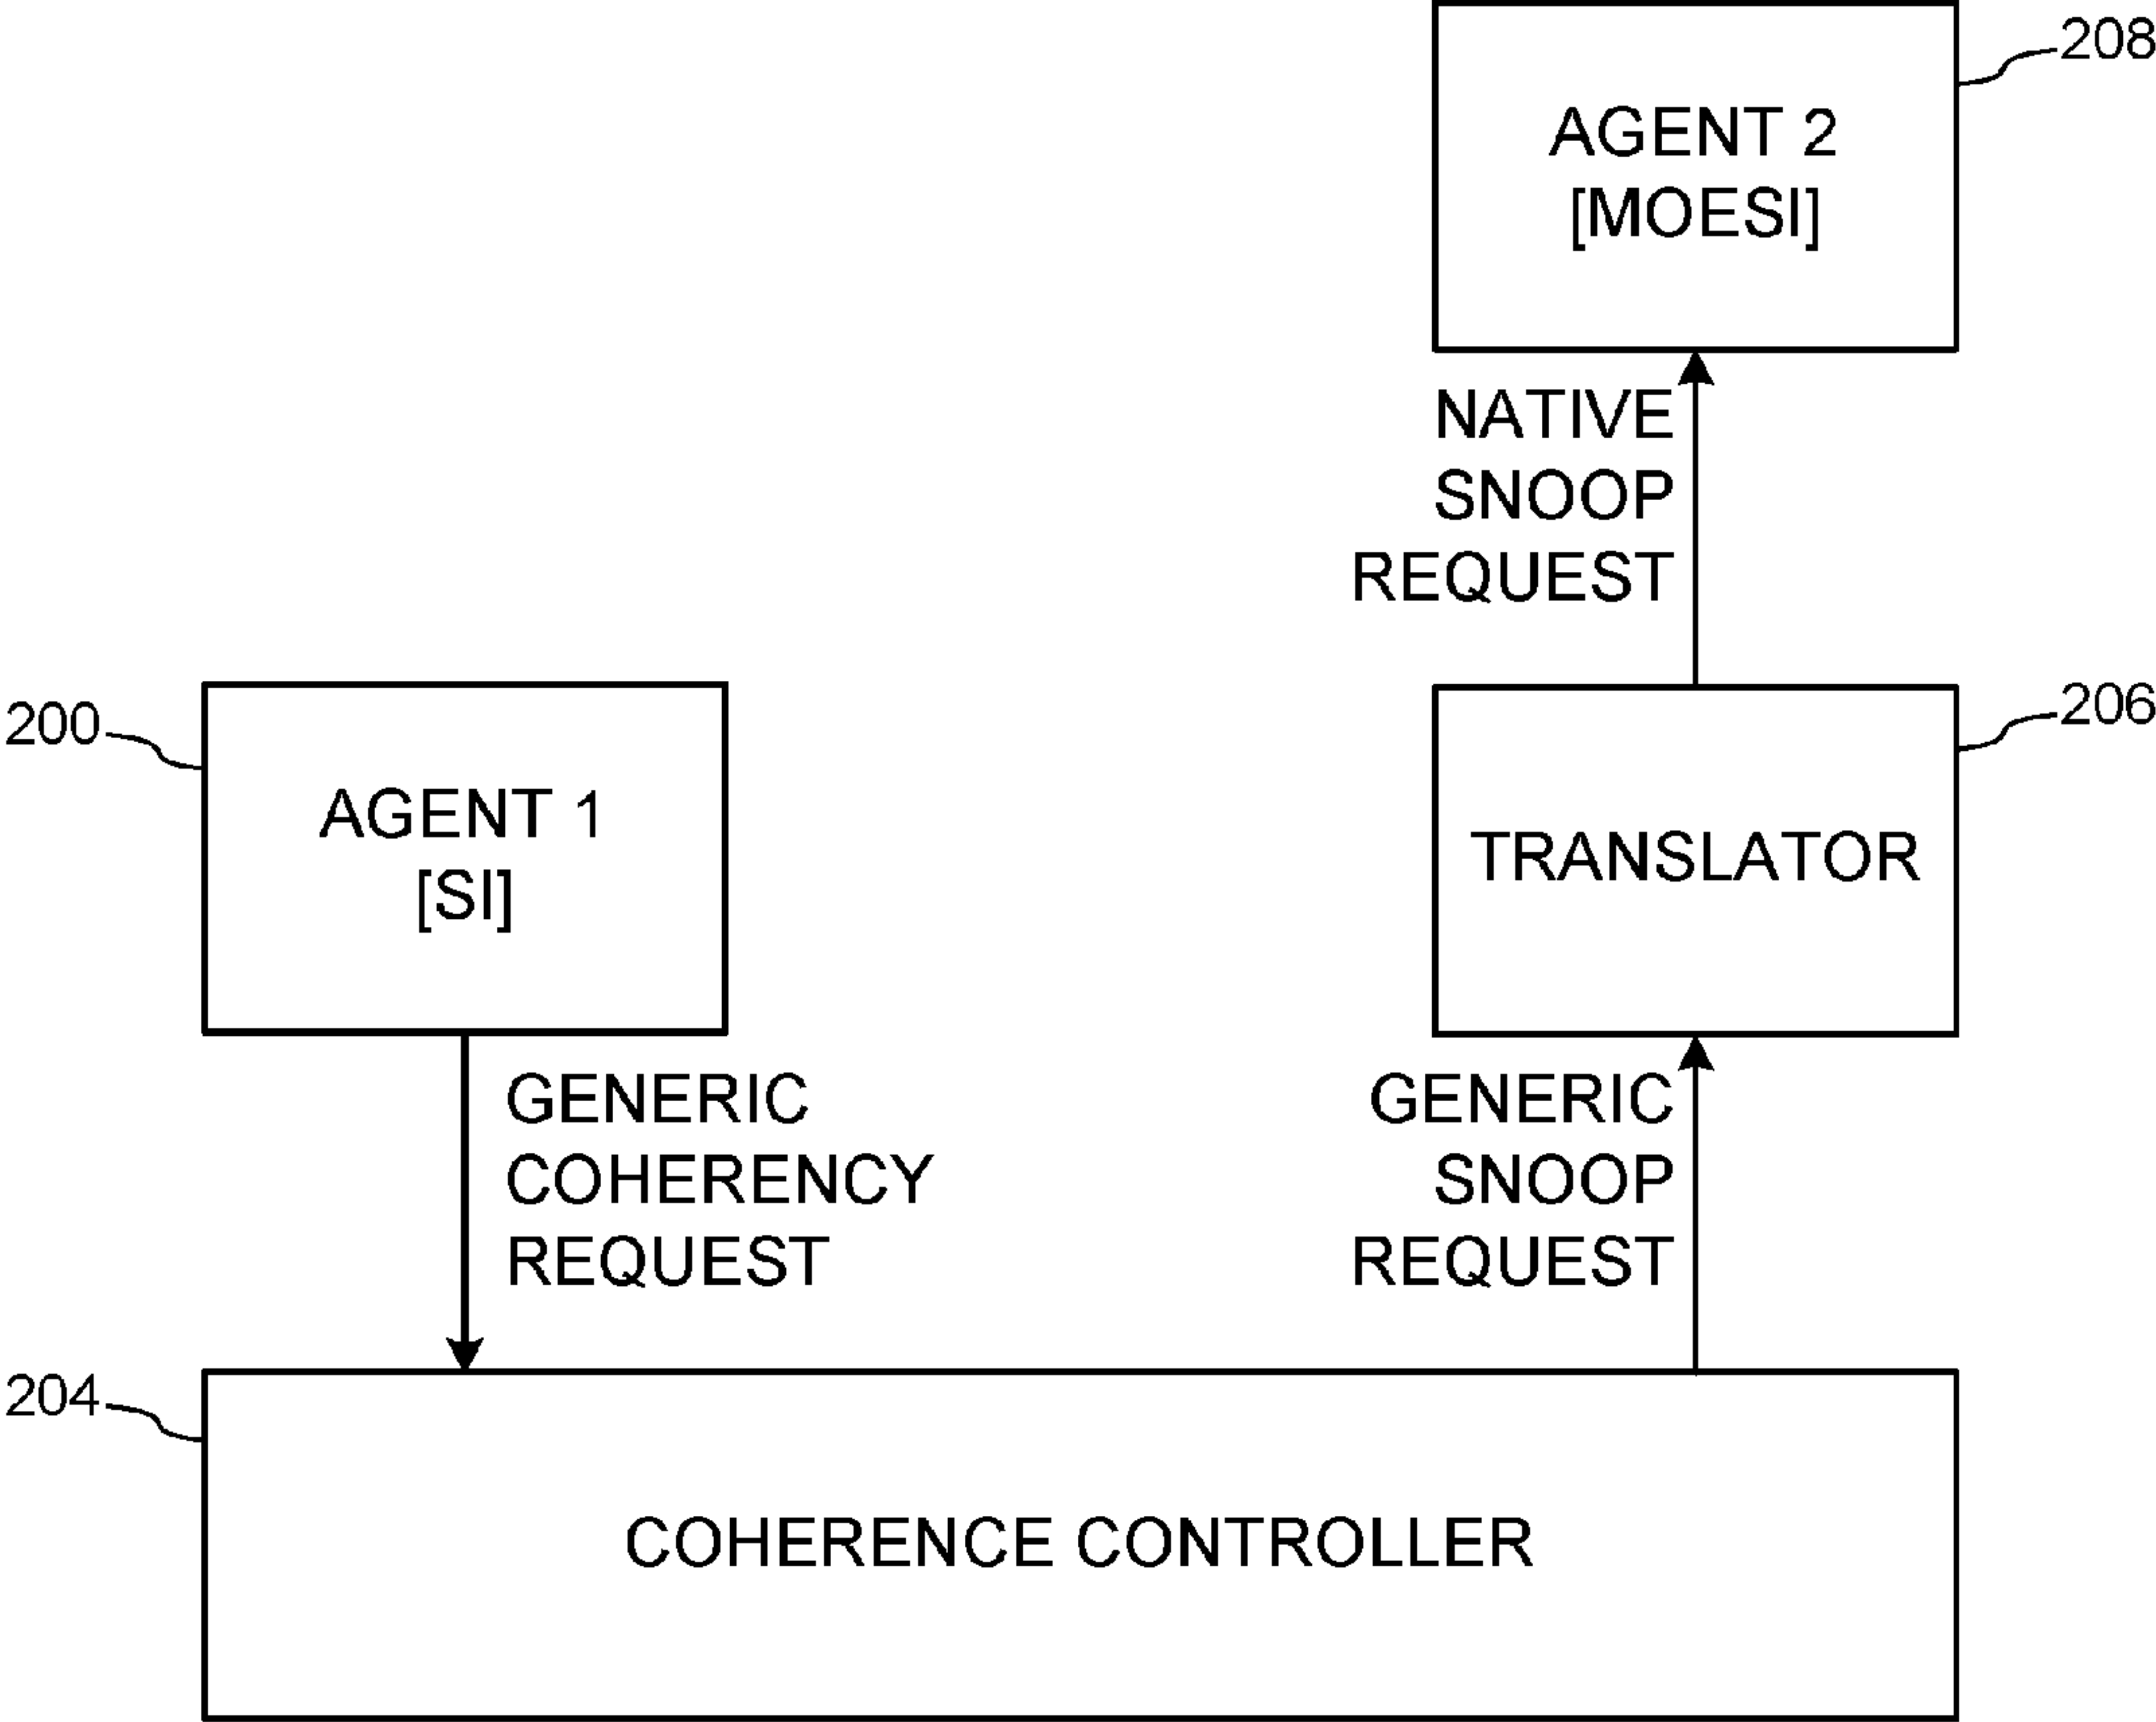 208
AGENT 2
[MOESI]
NATIVE
SNOOP
REQUEST
200
AGENT 1
[SI]
206
TRANSLATOR
GENERIC
COHERENCY
REQUEST
GENERIC
SNOOP
REQUEST
204
COHERENCE CONTROLLER